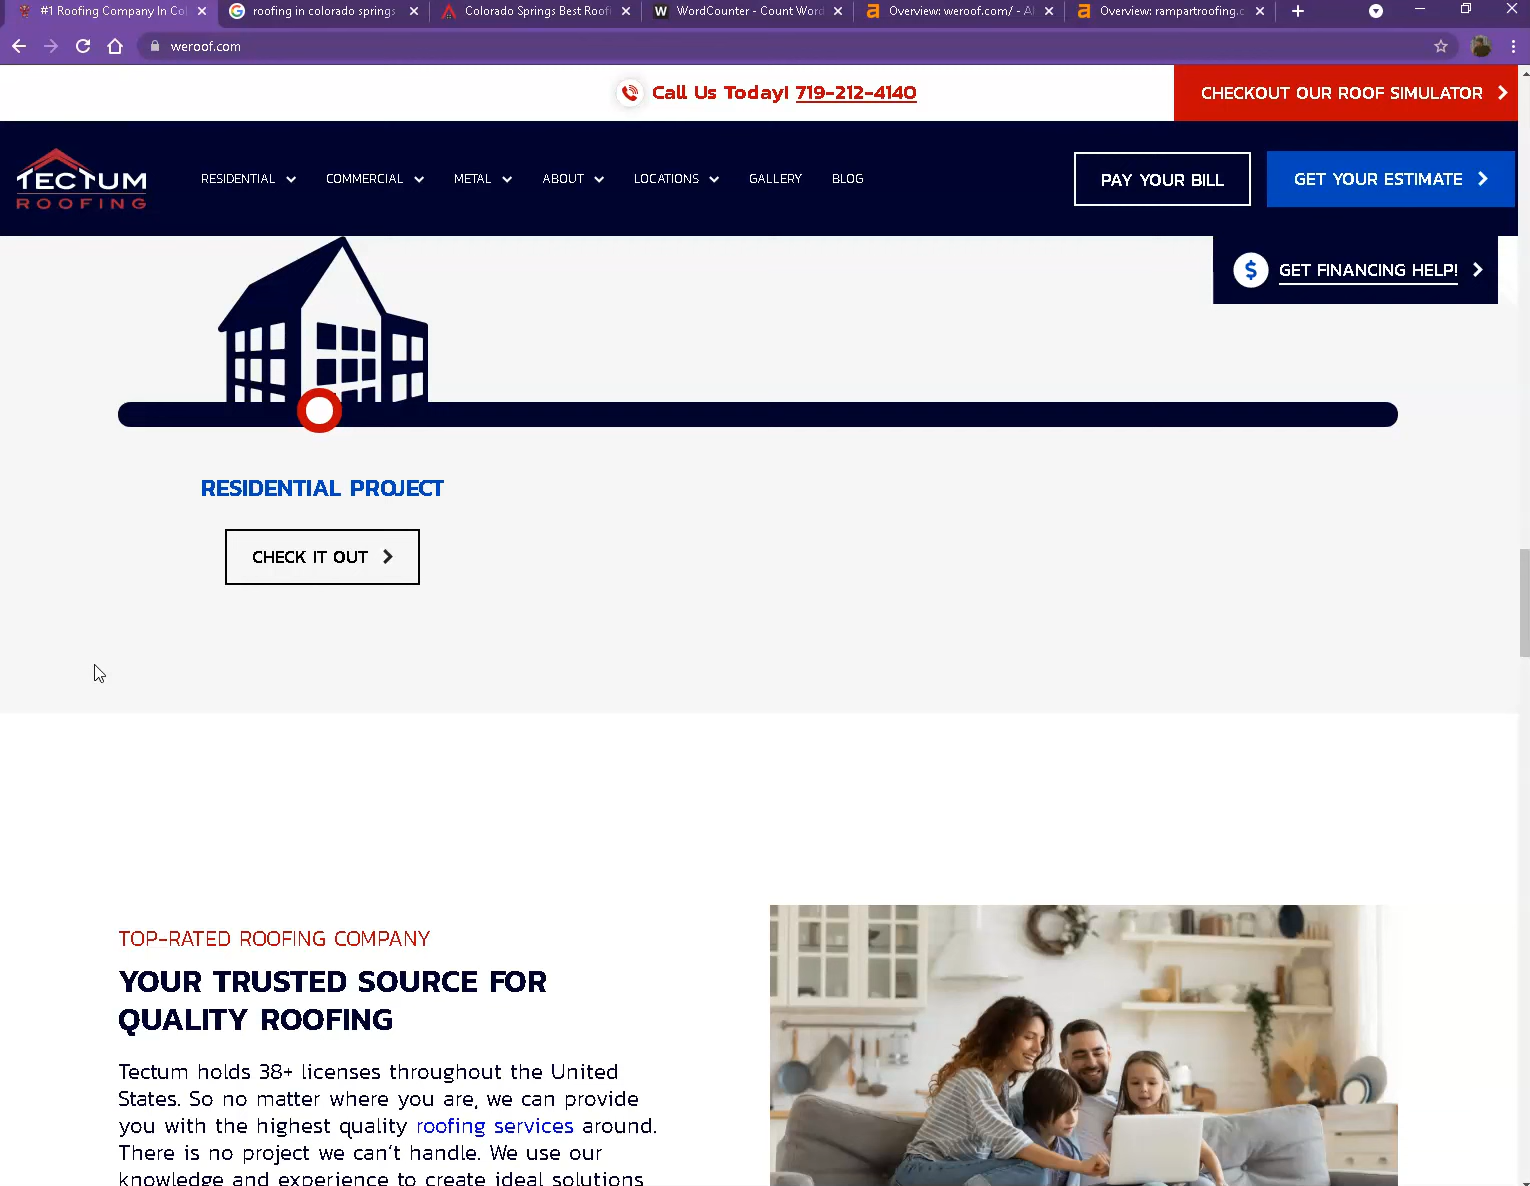 #1 Roofing Company In Col
roofing in colorado springs
Colorado Springs Best Roofi
W WordCounter - Count Word
a Overview: weroof.com/ - Ah
a Overview: rampartroofing.c
weroof.com
Call Us Today! 719-212-4140
CHECKOUT OUR ROOF SIMULATOR
TECTUM
ROOFING
RESIDENTIAL COMMERCIAL METAL ABOUT LOCATIONS GALLERY BLOG
PAY YOUR BILL
GET YOUR ESTIMATE
$ GET FINANCING HELP!
RESIDENTIAL PROJECT
CHECK IT OUT
TOP-RATED ROOFING COMPANY
YOUR TRUSTED SOURCE FOR
QUALITY ROOFING
Tectum holds 38+ licenses throughout the United
States. So no matter where you are, we can provide
you with the highest quality roofing services around.
There is no project we can't handle. We use our
knowledge and experience to create ideal solutions